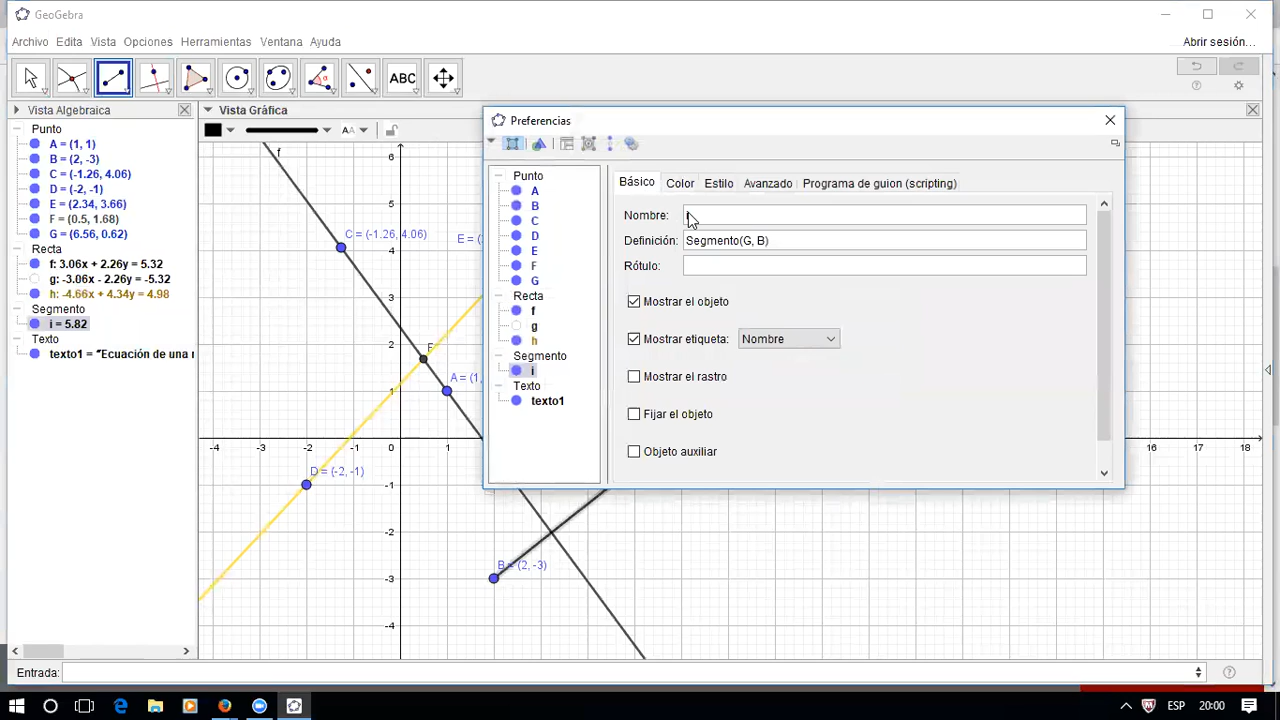 GeoGebra
Archivo Edita Vista Opciones Herramientas Ventana Ayuda
Abrir sesión...
ABC
Vista Algebraica
Punto
A = (1, 1)
B = (2, -3)
C = (-1.26, 4.06)
D = (-2, -1)
E = (2.34, 3.66)
F = (0.5, 1.68)
G = (6.56, 0.62)
Recta
f: 3.06x + 2.26y = 5.32
g: -3.06x - 2.26y = -5.32
h: -4.66x + 4.34y = 4.98
Segmento
i = 5.82
Texto
texto1 = "Ecuación de una r
Vista Gráfica
AA
f
6
C = (-1.26, 4.06)
E = (2
3
2
F
A = (1,
1
-3 -2 -1 0 1
D = (-2, -1)
-1
-2
B = (2, -3)
-3
-4
16 17 18
Preferencias
Punto
A
B
C
D
E
F
G
Recta
f
g
h
Segmento
i
Texto
texto1
Básico Color Estilo Avanzado Programa de guion (scripting)
Nombre:
Definición: Segmento(G, B)
Rótulo:
Mostrar el objeto
Mostrar etiqueta: Nombre
Mostrar el rastro
Fijar el objeto
Objeto auxiliar
Entrada:
ESP 20:00